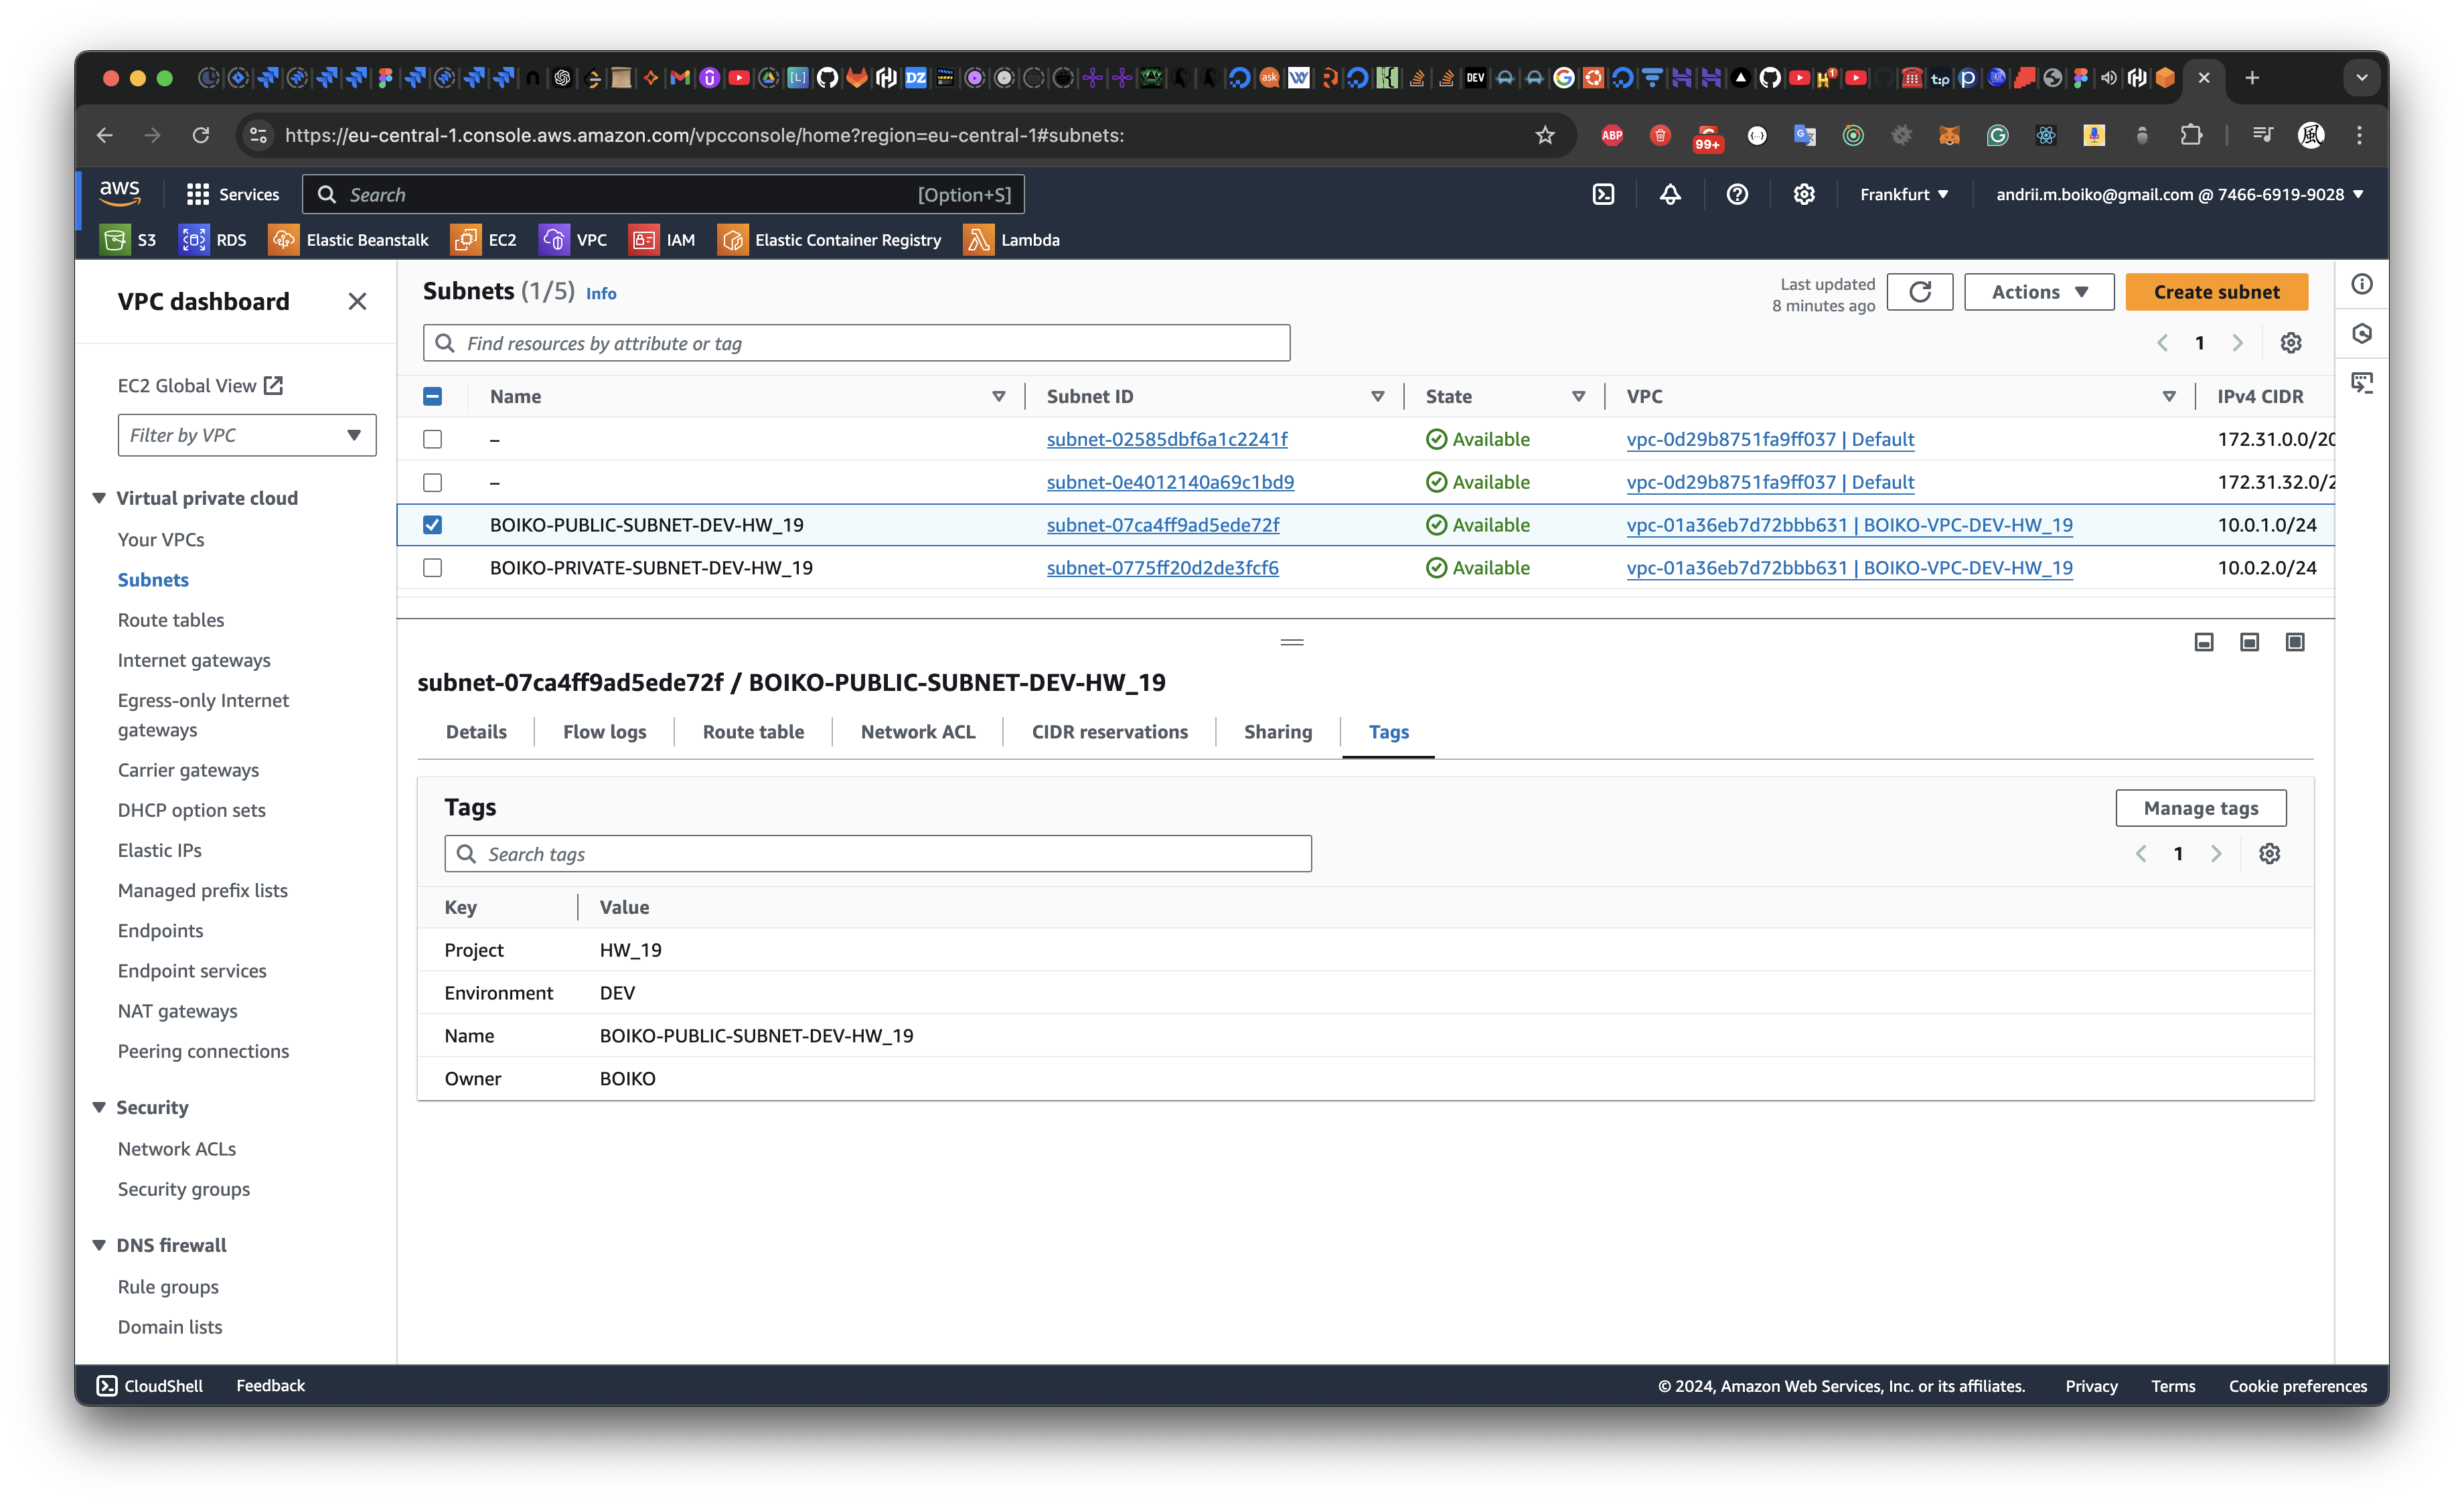 https://eu-central-1.console.aws.amazon.com/vpcconsole/home?region=eu-central-1#subnets:
ABP
99+
aws
Services
Search
[Option+S]
Frankfurt
andrii.m.boiko@gmail.com @ 7466-6919-9028
S3
RDS
Elastic Beanstalk
EC2
VPC
IAM
Elastic Container Registry
Lambda
VPC dashboard
EC2 Global View
Filter by VPC
Virtual private cloud
Your VPCs
Subnets
Route tables
Internet gateways
Egress-only Internet
gateways
Carrier gateways
DHCP option sets
Elastic IPs
Managed prefix lists
Endpoints
Endpoint services
NAT gateways
Peering connections
Security
Network ACLs
Security groups
DNS firewall
Rule groups
Domain lists
Subnets (1/5) Info
Last updated
8 minutes ago
Actions
Create subnet
Find resources by attribute or tag
1
Name Subnet ID State VPC IPv4 CIDR
– subnet-02585dbf6a1c2241f Available vpc-0d29b8751fa9ff037 | Default 172.31.0.0/20
– subnet-0e4012140a69c1bd9 Available vpc-0d29b8751fa9ff037 | Default 172.31.32.0/2
BOIKO-PUBLIC-SUBNET-DEV-HW_19 subnet-07ca4ff9ad5ede72f Available vpc-01a36eb7d72bbb631 | BOIKO-VPC-DEV-HW_19 10.0.1.0/24
BOIKO-PRIVATE-SUBNET-DEV-HW_19 subnet-0775ff20d2de3fcf6 Available vpc-01a36eb7d72bbb631 | BOIKO-VPC-DEV-HW_19 10.0.2.0/24
subnet-07ca4ff9ad5ede72f / BOIKO-PUBLIC-SUBNET-DEV-HW_19
Details Flow logs Route table Network ACL CIDR reservations Sharing Tags
Tags
Manage tags
Search tags
1
Key Value
Project HW_19
Environment DEV
Name BOIKO-PUBLIC-SUBNET-DEV-HW_19
Owner BOIKO
CloudShell
Feedback
© 2024, Amazon Web Services, Inc. or its affiliates.
Privacy
Terms
Cookie preferences